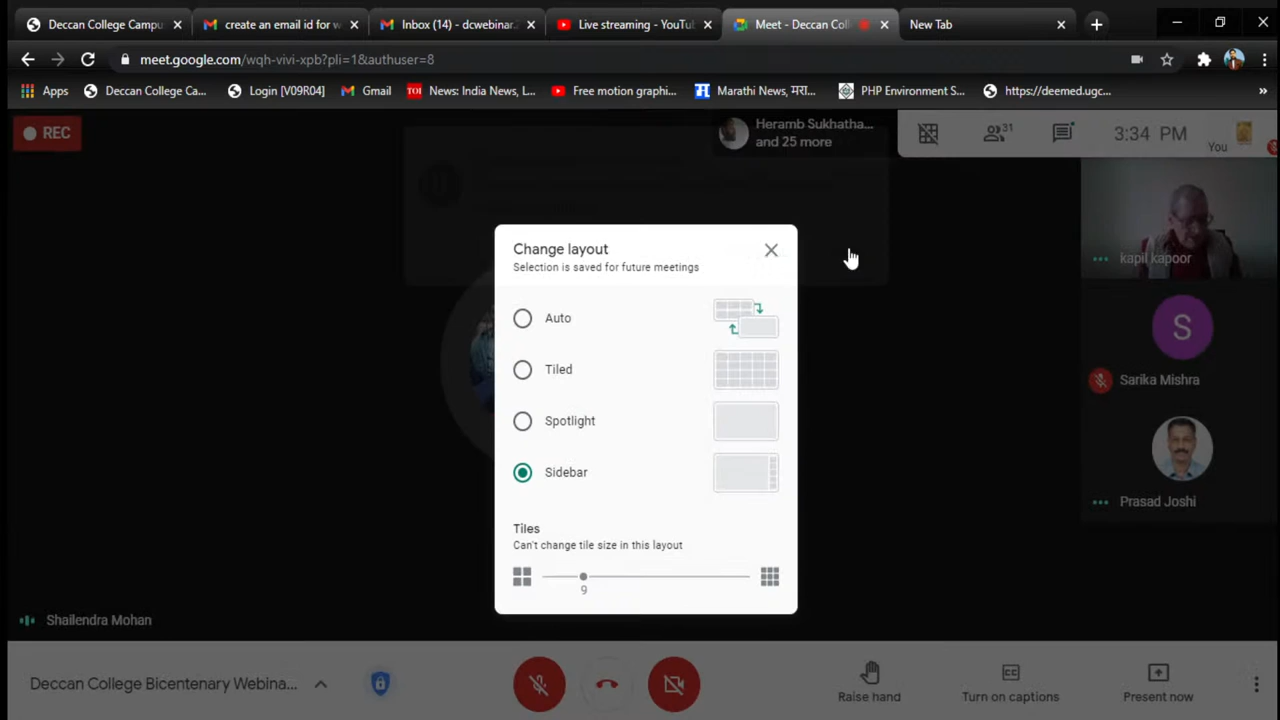 Deccan College Campu
create an email id for w
Inbox (14) - dcwebinar.
Live streaming - YouTu
Meet - Deccan Coll
New Tab
meet.google.com/wqh-vivi-xpb?pli=1&authuser=8
Apps
Deccan College Ca...
Login [V09R04]
Gmail
TOI
News: India News, L...
Free motion graphi...
Marathi News, मरा...
PHP Environment S...
https://deemed.ugc...
»
REC
Heramb Sukhatha...
and 25 more
31
3:34 PM
You
kapil kapoor
S
Sarika Mishra
Prasad Joshi
Change layout
Selection is saved for future meetings
Auto
Tiled
Spotlight
Sidebar
Tiles
Can't change tile size in this layout
9
Shailendra Mohan
Deccan College Bicentenary Webina...
Raise hand
CC
Turn on captions
Present now